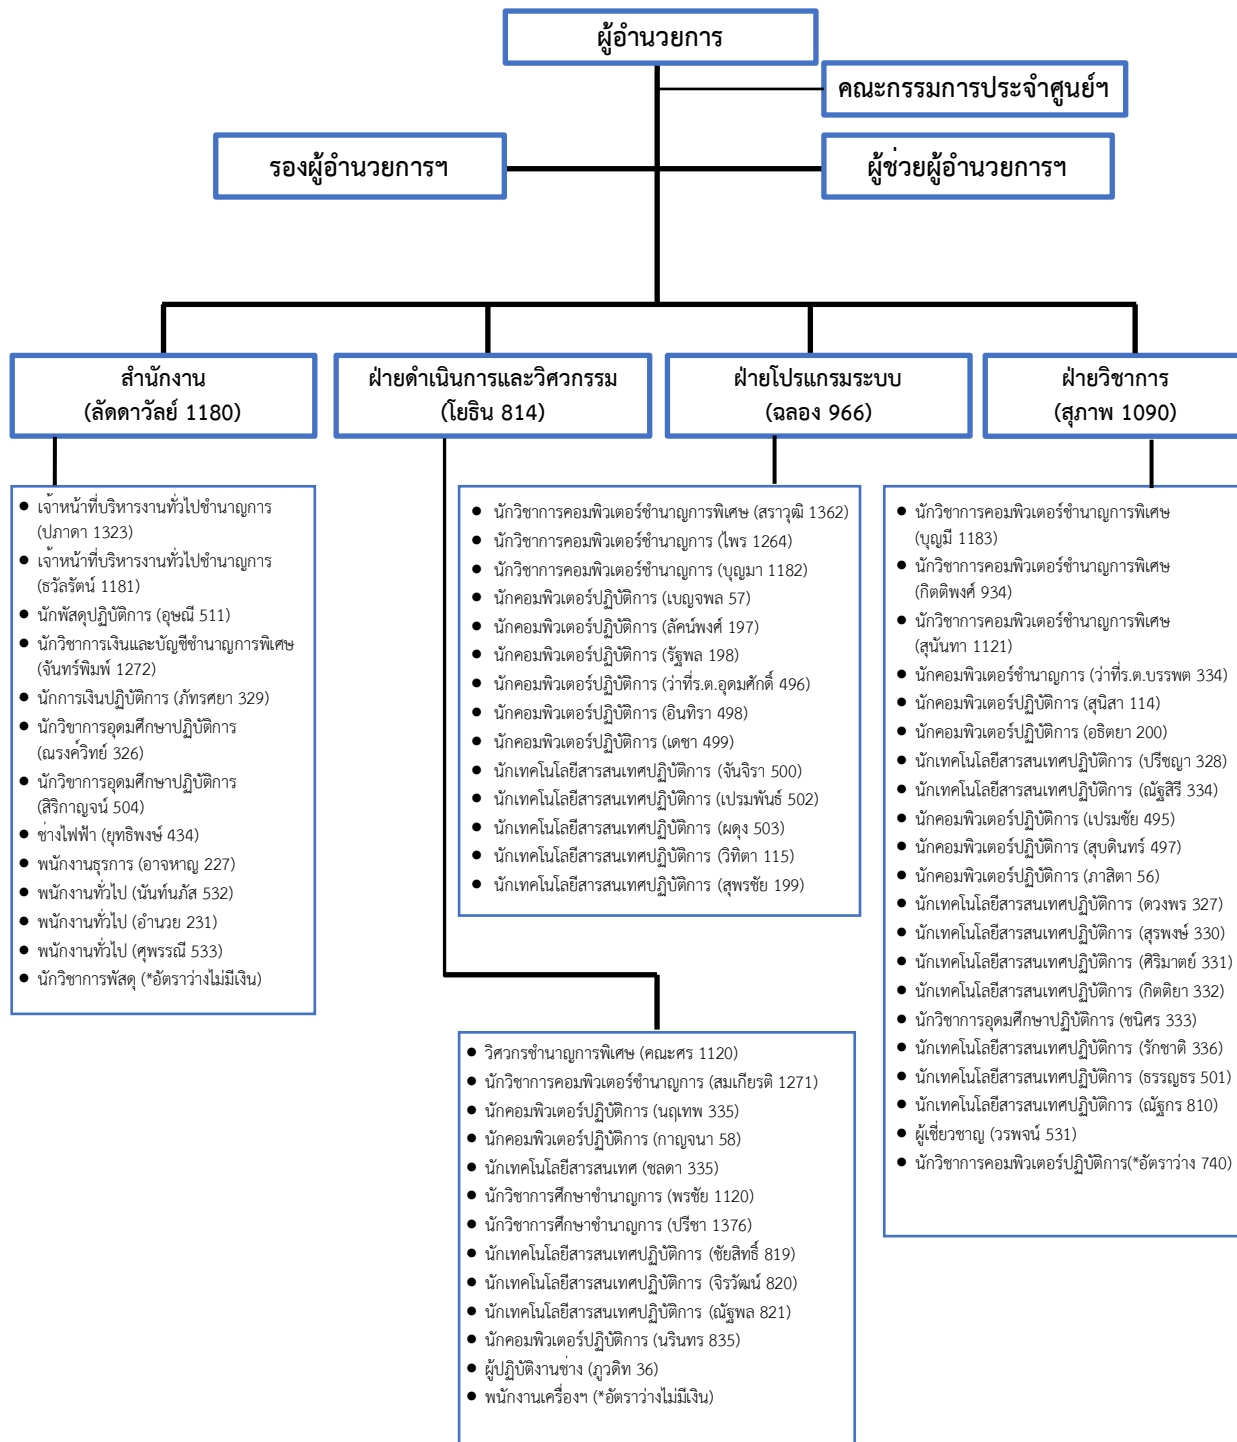 ผู้อำนวยการ
คณะกรรมการประจำศูนย์ฯ
รองผู้อำนวยการฯ
ผู้ช่วยผู้อำนวยการฯ
สำนักงาน
(ลัดดาวัลย์ 1180)
ฝ่ายดำเนินการและวิศวกรรม
(โยธิน 814)
ฝ่ายโปรแกรมระบบ
(ฉลอง 966)
ฝ่ายวิชาการ
(สุภาพ 1090)
● เจ้าหน้าที่บริหารงานทั่วไปชำนาญการ
(ปภาดา 1323)
● เจ้าหน้าที่บริหารงานทั่วไปชำนาญการ
(ธวัลรัตน์ 1181)
● นักพัสดุปฏิบัติการ (อุษณี 511)
● นักวิชาการเงินและบัญชีชำนาญการพิเศษ
(จันทร์พิมพ์ 1272)
● นักการเงินปฏิบัติการ (ภัทรศยา 329)
● นักวิขาการอุดมศึกษาปฏิบัติการ
(ณรงค์วิทย์ 326)
● นักวิขาการอุดมศึกษาปฏิบัติการ
(สิริกาญจน์ 504)
● ช่างไฟฟ้า (ยุทธิพงษ์ 434)
● พนักงานธุรการ (อาจหาญ 227)
● พนักงานทั่วไป (นันท์นภัส 532)
● พนักงานทั่วไป (อำนวย 231)
● พนักงานทั่วไป (ศุพรรณี 533)
● นักวิชาการพัสดุ (*อัตราว่างไม่มีเงิน)
● นักวิชาการคอมพิวเตอร์ชำนาญการพิเศษ (สราวุฒิ 1362)
● นักวิชาการคอมพิวเตอร์ชำนาญการ (ไพร 1264)
● นักวิชาการคอมพิวเตอร์ชำนาญการ (บุญมา 1182)
● นักคอมพิวเตอร์ปฏิบัติการ (เบญจพล 57)
● นักคอมพิวเตอร์ปฏิบัติการ (ลัคน์พงศ์ 197)
● นักคอมพิวเตอร์ปฏิบัติการ (รัฐพล 198)
● นักคอมพิวเตอร์ปฏิบัติการ (ว่าที่ร.ต.อุดมศักดิ์ 496)
● นักคอมพิวเตอร์ปฏิบัติการ (อินทิรา 498)
● นักคอมพิวเตอร์ปฏิบัติการ (เดชา 499)
● นักเทคโนโลยีสารสนเทศปฏิบัติการ (จันจิรา 500)
● นักเทคโนโลยีสารสนเทศปฏิบัติการ (เปรมพันธ์ 502)
● นักเทคโนโลยีสารสนเทศปฏิบัติการ (ผดุง 503)
● นักเทคโนโลยีสารสนเทศปฏิบัติการ (วิทิตา 115)
● นักเทคโนโลยีสารสนเทศปฏิบัติการ (สุพรชัย 199)
● นักวิชาการคอมพิวเตอร์ชำนาญการพิเศษ
(บุญมี 1183)
● นักวิชาการคอมพิวเตอร์ชำนาญการพิเศษ
(กิตติพงศ์ 934)
● นักวิชาการคอมพิวเตอร์ชำนาญการพิเศษ
(สุนันทา 1121)
● นักคอมพิวเตอร์ชำนาญการ (ว่าที่ร.ต.บรรพต 334)
● นักคอมพิวเตอร์ปฏิบัติการ (สุนิสา 114)
● นักคอมพิวเตอร์ปฏิบัติการ (อธิตยา 200)
● นักเทคโนโลยีสารสนเทศปฏิบัติการ (ปรีชญา 328)
● นักเทคโนโลยีสารสนเทศปฏิบัติการ (ณัฐสิรี 334)
● นักคอมพิวเตอร์ปฏิบัติการ (เปรมชัย 495)
● นักคอมพิวเตอร์ปฏิบัติการ (สุบดินทร์ 497)
● นักคอมพิวเตอร์ปฏิบัติการ (ภาสิตา 56)
● นักเทคโนโลยีสารสนเทศปฏิบัติการ (ดวงพร 327)
● นักเทคโนโลยีสารสนเทศปฏิบัติการ (สุรพงษ์ 330)
● นักเทคโนโลยีสารสนเทศปฏิบัติการ (ศิริมาตย์ 331)
● นักเทคโนโลยีสารสนเทศปฏิบัติการ (กิตติยา 332)
● นักวิชาการอุดมศึกษาปฏิบัติการ (ชนิศร 333)
● นักเทคโนโลยีสารสนเทศปฏิบัติการ (รักชาติ 336)
● นักเทคโนโลยีสารสนเทศปฏิบัติการ (ธรรญธร 501)
● นักเทคโนโลยีสารสนเทศปฏิบัติการ (ณัฐกร 810)
● ผู้เชี่ยวชาญ (วรพจน์ 531)
● นักวิชาการคอมพิวเตอร์ปฏิบัติการ(*อัตราว่าง 740)
● วิศวกรชำนาญการพิเศษ (คณะศร 1120)
● นักวิชาการคอมพิวเตอร์ชำนาญการ (สมเกียรติ 1271)
● นักคอมพิวเตอร์ปฏิบัติการ (นฤเทพ 335)
● นักคอมพิวเตอร์ปฏิบัติการ (กาญจนา 58)
● นักเทคโนโลยีสารสนเทศ (ชลดา 335)
● นักวิชาการศึกษาชำนาญการ (พรชัย 1120)
● นักวิชาการศึกษาชำนาญการ (ปรีชา 1376)
● นักเทคโนโลยีสารสนเทศปฏิบัติการ (ชัยสิทธิ์ 819)
● นักเทคโนโลยีสารสนเทศปฏิบัติการ (จิรวัฒน์ 820)
● นักเทคโนโลยีสารสนเทศปฏิบัติการ (ณัฐพล 821)
● นักคอมพิวเตอร์ปฏิบัติการ (นรินทร 835)
● ผู้ปฏิบัติงานช่าง (ภูวดิท 36)
● พนักงานเครื่องฯ (*อัตราว่างไม่มีเงิน)